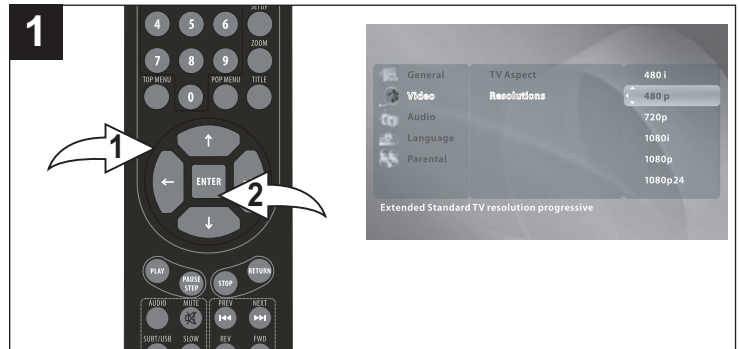 1
SETUP
4 5 6
ZOOM
7 8 9
TOP MENU POP MENU TITLE
0
↑
1
← ENTER
2
↓
PLAY PAUSE STEP STOP RETURN
AUDIO MUTE PREV NEXT
SUBT/USB SLOW REV FWD
General TV Aspect 480 i
Video Resolutions 480 p
Audio 720p
Language 1080i
Parental 1080p
1080p24
Extended Standard TV resolution progressive